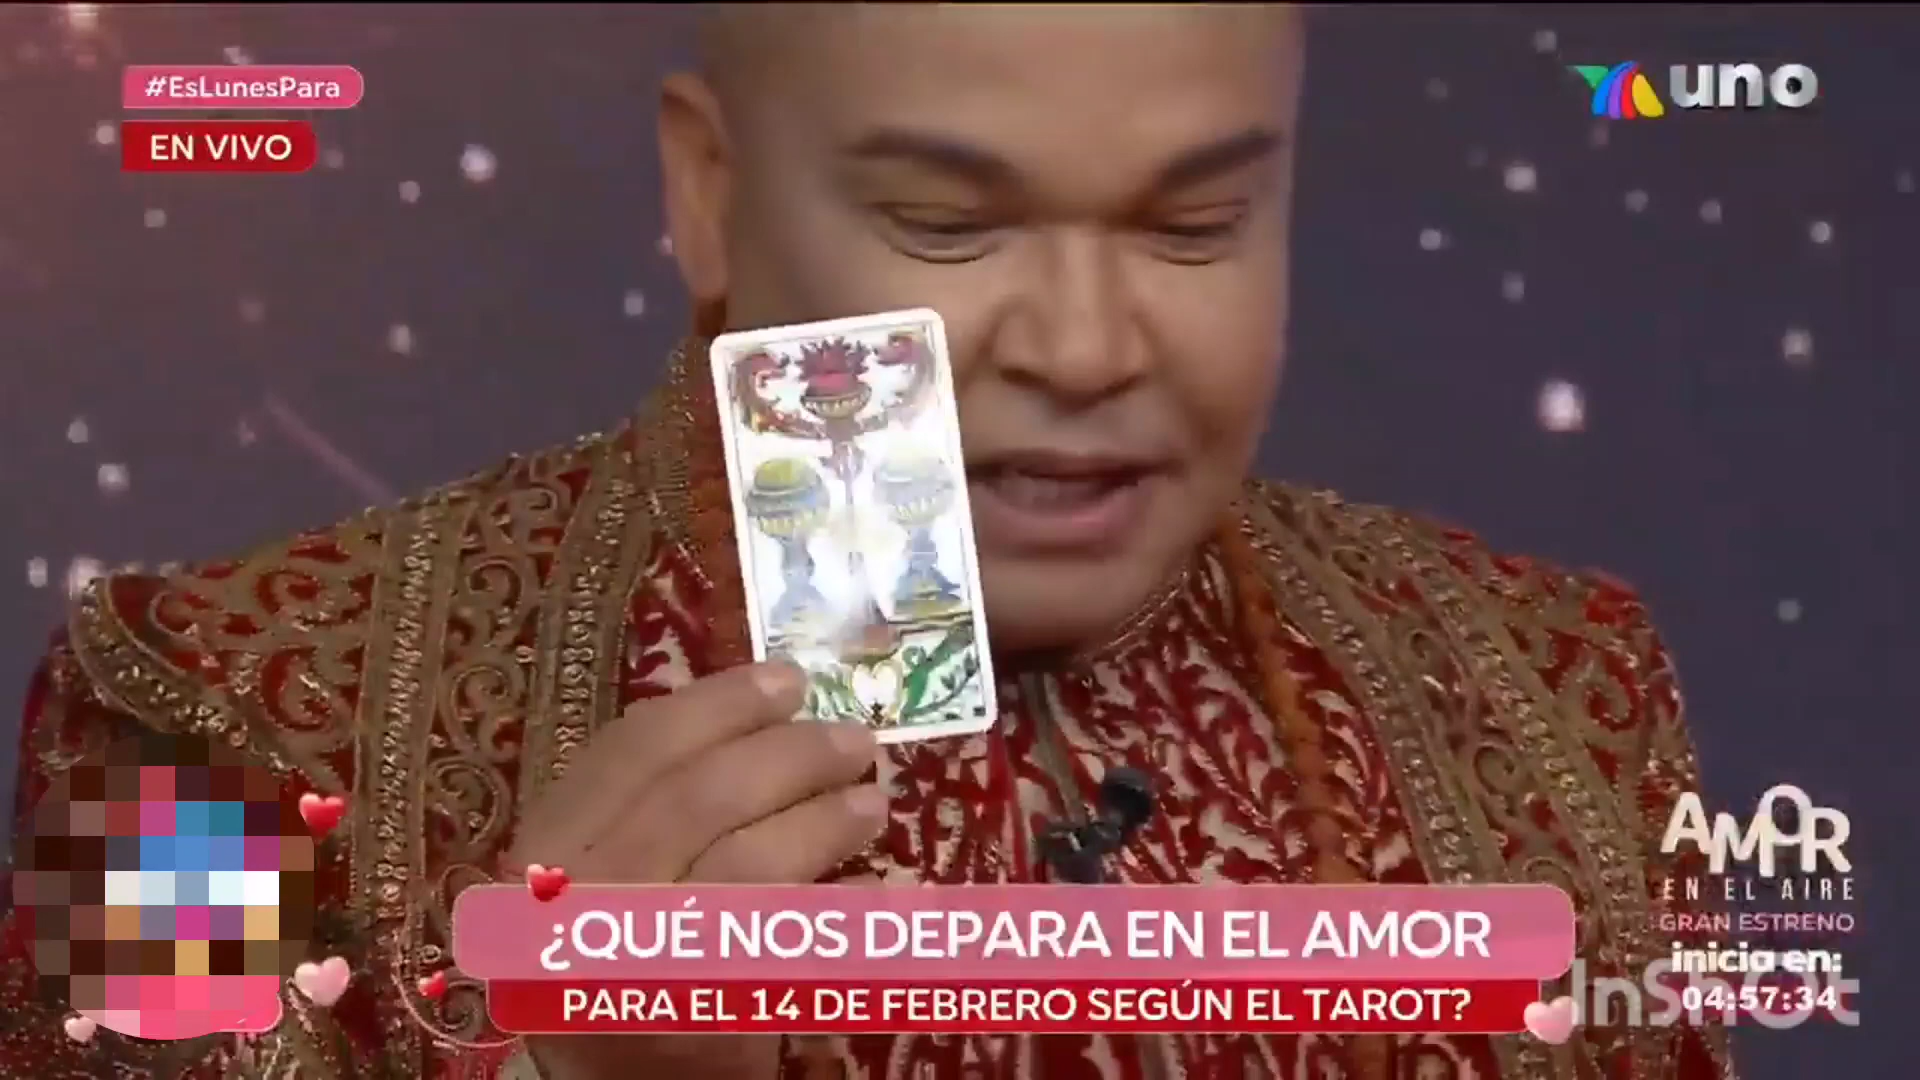 #EsLunesPara
EN VIVO
uno
¿QUÉ NOS DEPARA EN EL AMOR
PARA EL 14 DE FEBRERO SEGÚN EL TAROT?
AMOR
EN EL AIRE
GRAN ESTRENO
inicia en:
04:57:34
InShOt